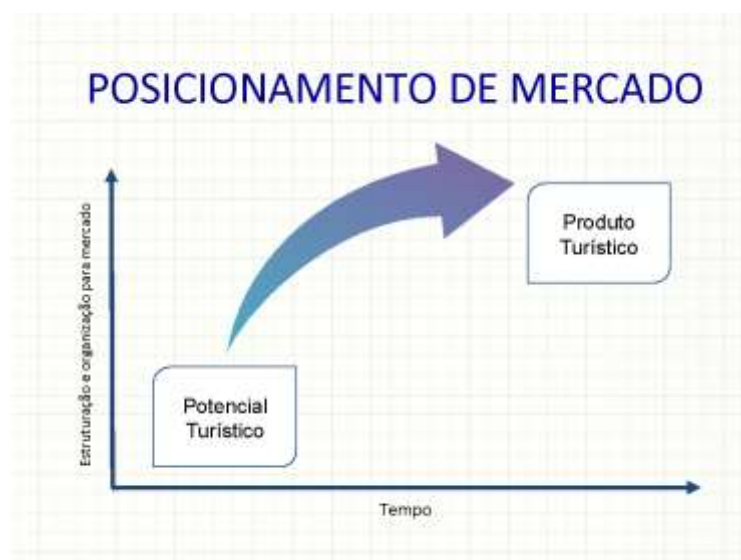 POSICIONAMENTO DE MERCADO
Estruturação e organização para mercado
Produto
Turístico
Potencial
Turístico
Tempo